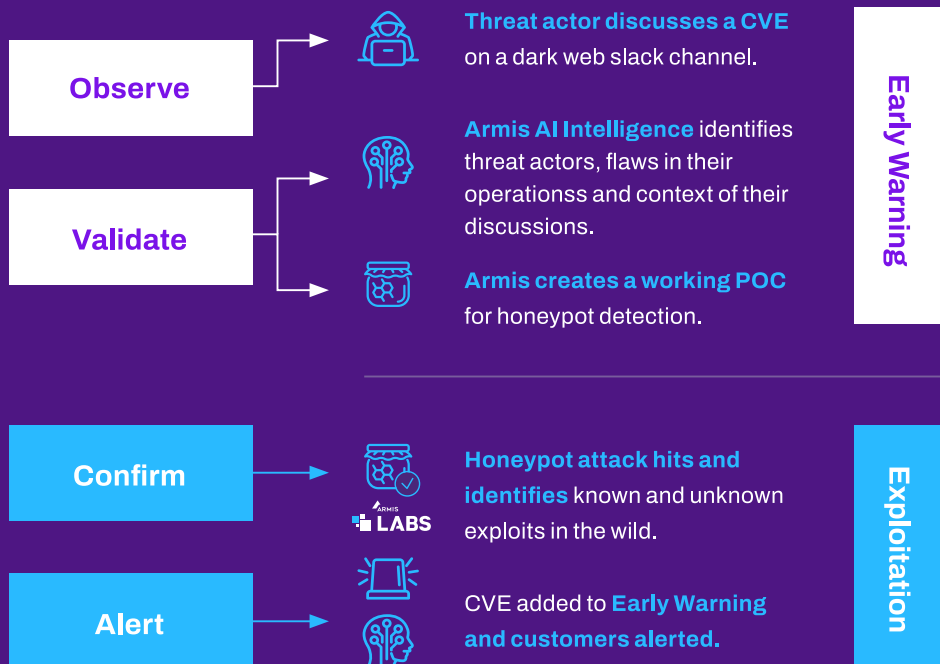 Observe
Threat actor discusses a CVE
on a dark web slack channel.
Validate
Armis AI Intelligence identifies
threat actors, flaws in their
operationss and context of their
discussions.
Armis creates a working POC
for honeypot detection.
Early Warning
Confirm
Honeypot attack hits and
identifies known and unknown
exploits in the wild.
ARMIS
LABS
Alert
CVE added to Early Warning
and customers alerted.
Exploitation